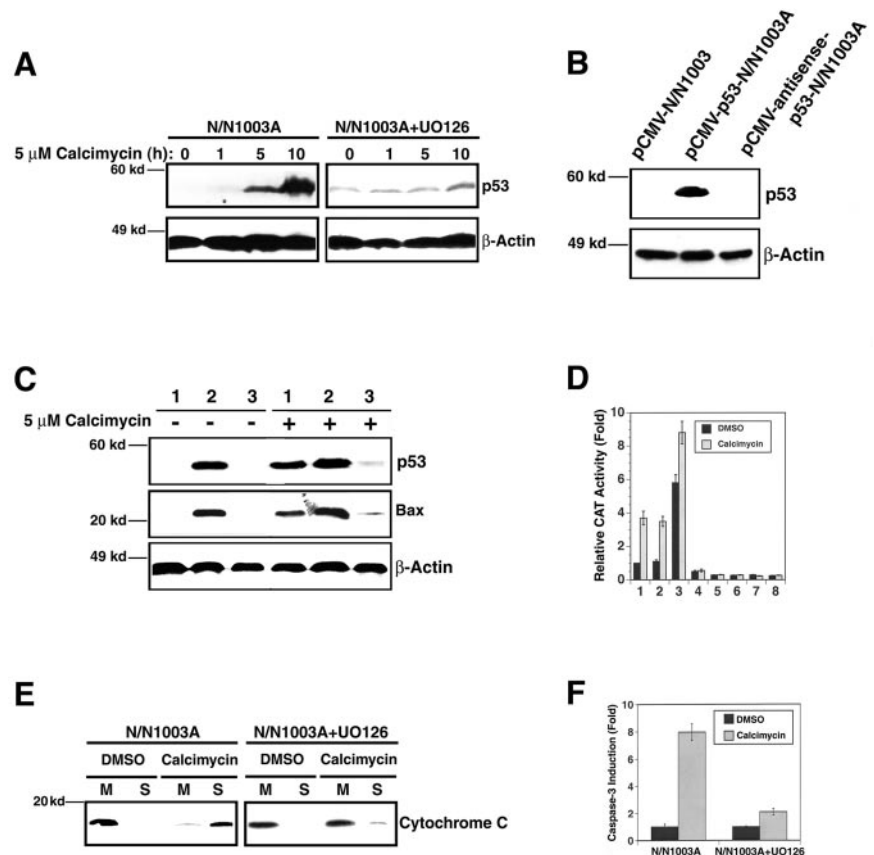 A
N/N1003A N/N1003A+UO126
5 μM Calcimycin (h): 0 1 5 10 0 1 5 10
60 kd
p53
49 kd
β-Actin
B
pCMV-N/N1003
pCMV-p53-N/N1003A
pCMV-antisense-
p53-N/N1003A
60 kd
p53
49 kd
β-Actin
C
1 2 3 1 2 3
5 μM Calcimycin - - - + + +
60 kd
p53
20 kd
Bax
49 kd
β-Actin
D
Relative CAT Activity (Fold)
10
8
6
4
2
0
DMSO
Calcimycin
1 2 3 4 5 6 7 8
E
N/N1003A N/N1003A+UO126
DMSO Calcimycin DMSO Calcimycin
M S M S M S M S
20 kd
Cytochrome C
F
Caspase-3 Induction (Fold)
10
8
6
4
2
0
DMSO
Calcimycin
N/N1003A N/N1003A+UO126